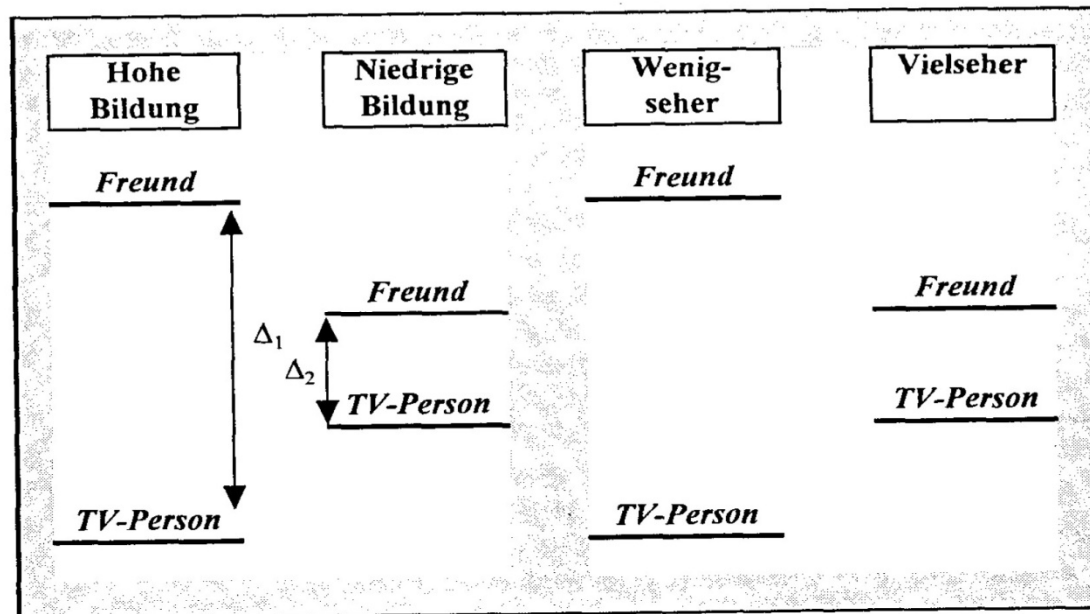 Hohe
Bildung
Niedrige
Bildung
Wenig-
seher
Vielseher
Freund
Freund
Freund
Freund
Δ₁
Δ₂
TV-Person
TV-Person
TV-Person
TV-Person